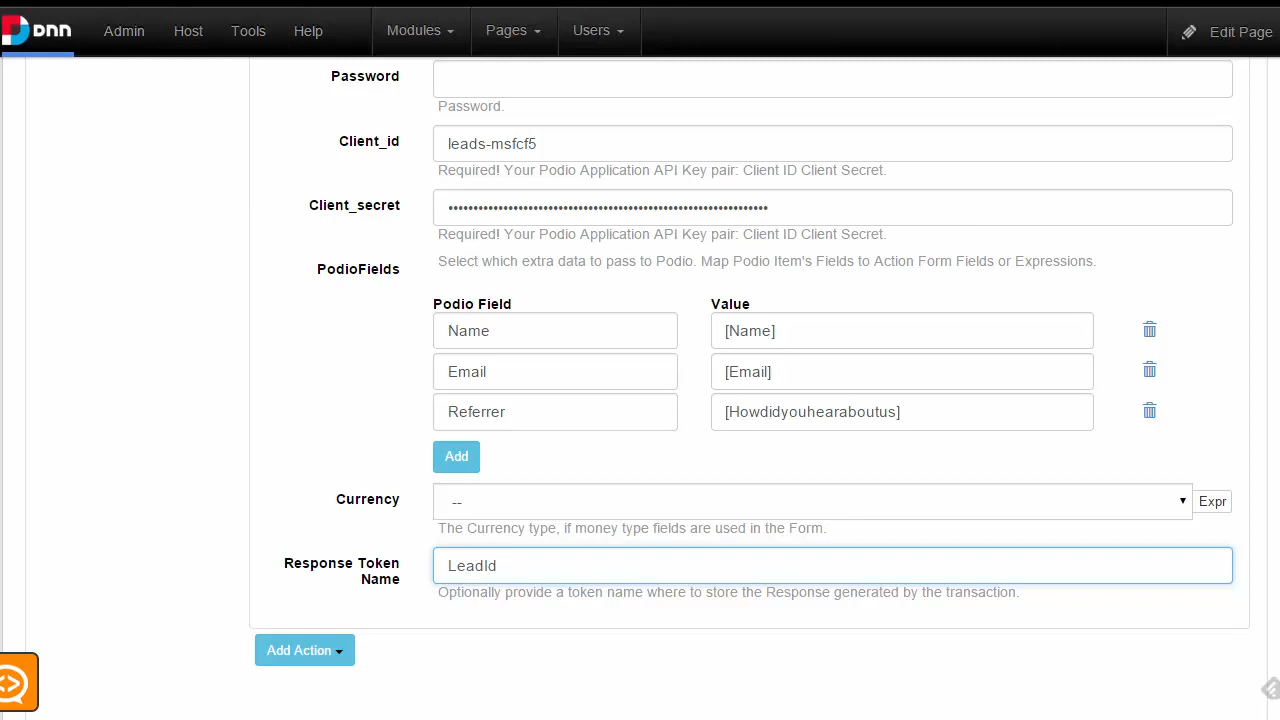 DNN Admin Host Tools Help Modules Pages Users Edit Page
Password
Password.
Client_id leads-msfcf5
Required! Your Podio Application API Key pair: Client ID Client Secret.
Client_secret ••••••••••••••••••••••••••••••••••••••••••••••••••••••••••••••••
Required! Your Podio Application API Key pair: Client ID Client Secret.
PodioFields Select which extra data to pass to Podio. Map Podio Item's Fields to Action Form Fields or Expressions.
Podio Field Value
Name [Name]
Email [Email]
Referrer [Howdidyouhearaboutus]
Add
Currency -- Expr
The Currency type, if money type fields are used in the Form.
Response Token
Name
LeadId
Optionally provide a token name where to store the Response generated by the transaction.
Add Action